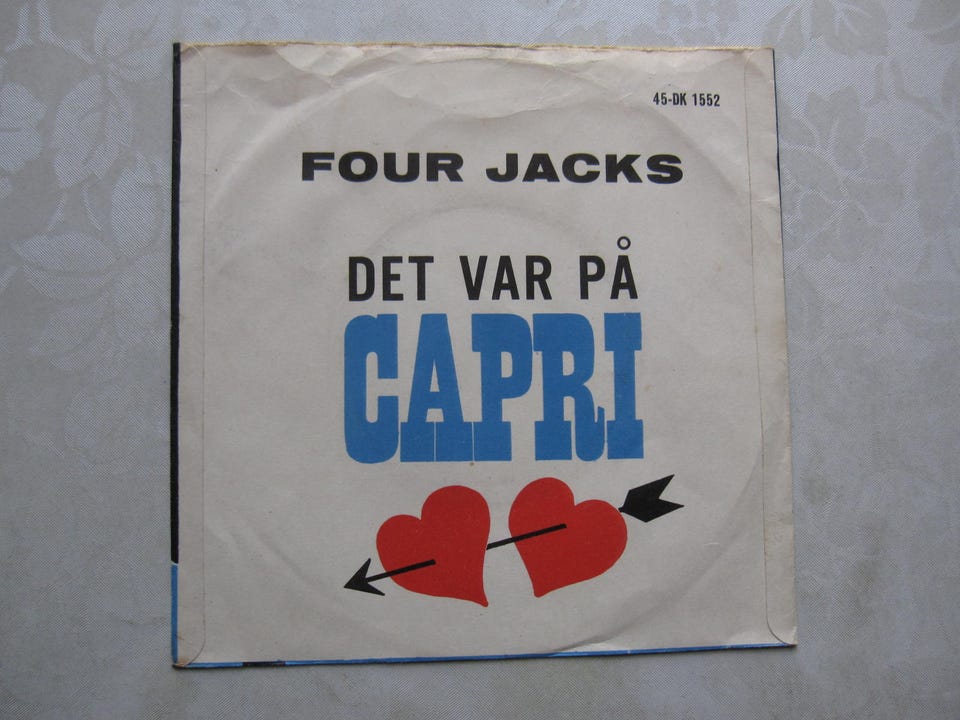 45-DK 1552
FOUR JACKS
DET VAR PÅ
CAPRI